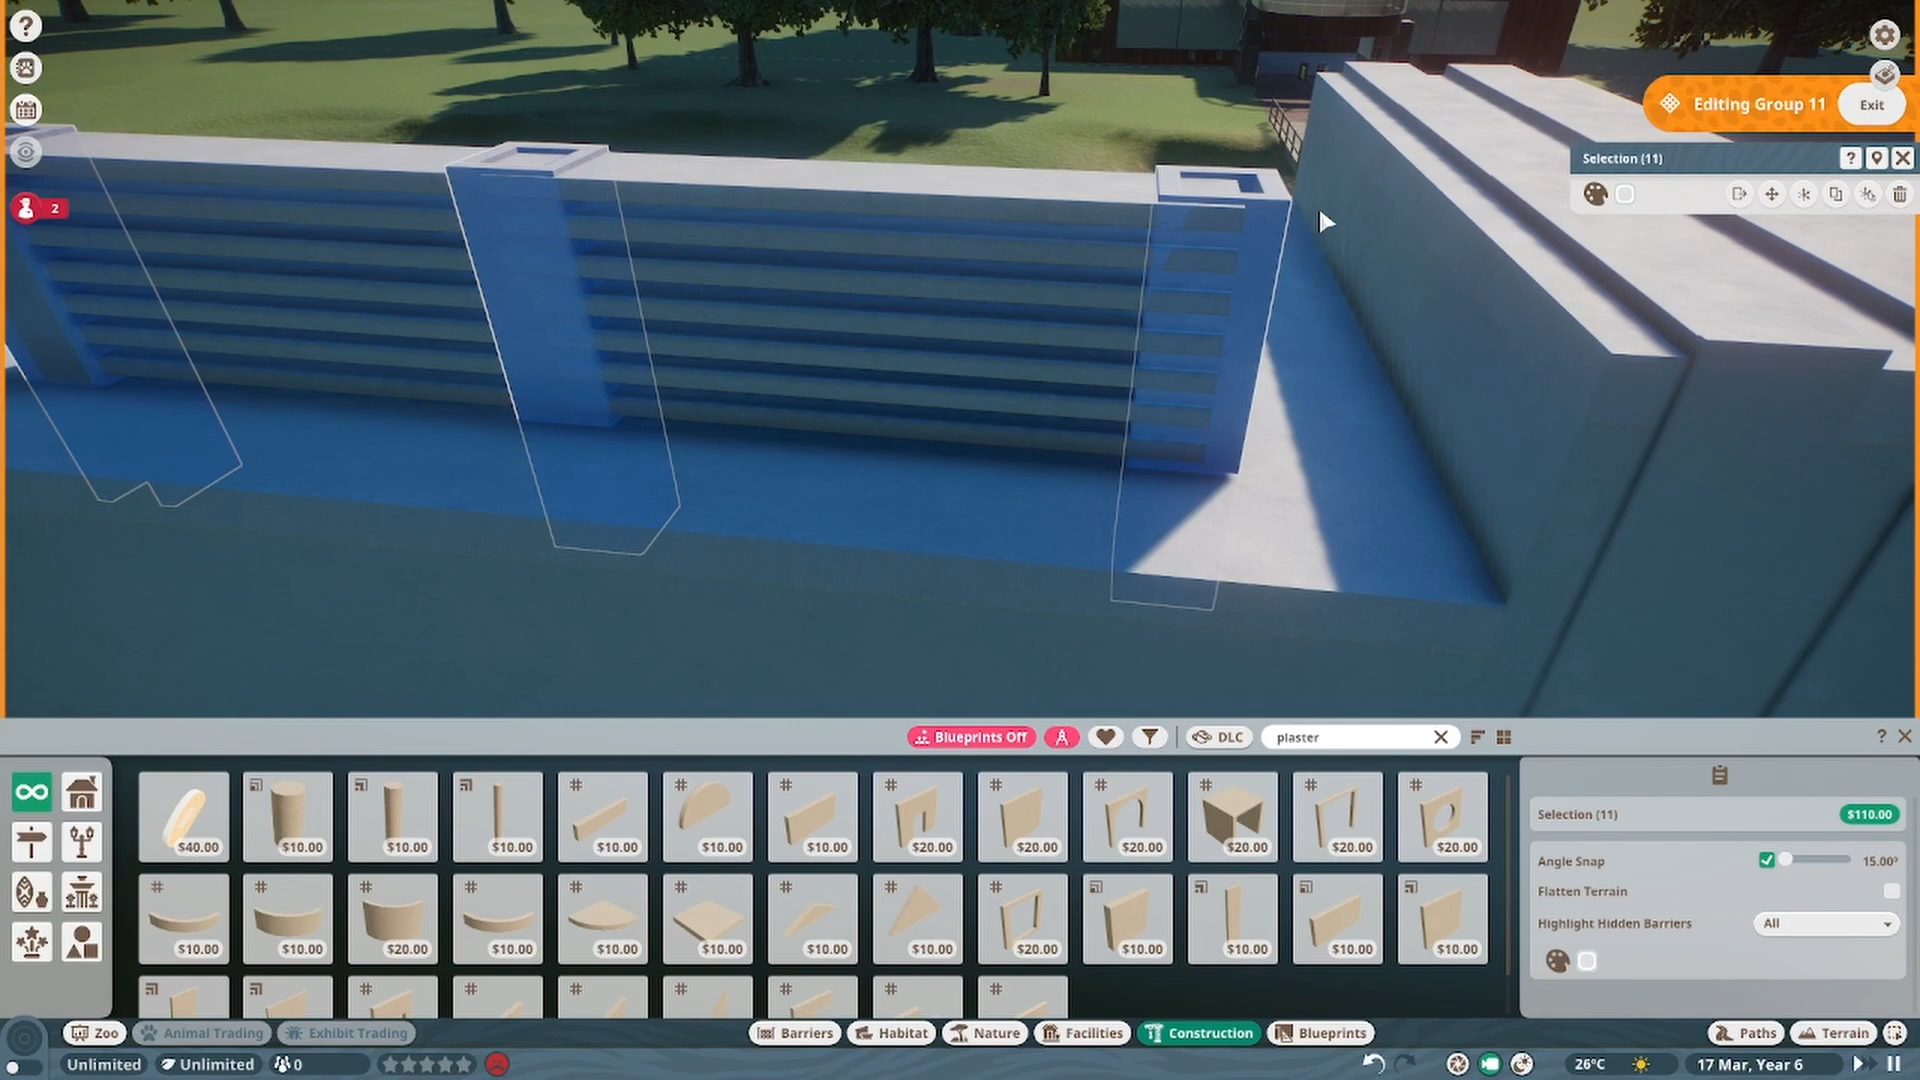 Editing Group 11
Exit
Selection (11)
2
Blueprints Off
DLC
plaster
$40.00
$10.00
$10.00
$10.00
$10.00
$10.00
$10.00
$20.00
$20.00
$20.00
$20.00
$20.00
$20.00
$10.00
$10.00
$20.00
$10.00
$10.00
$10.00
$10.00
$10.00
$20.00
$10.00
$10.00
$10.00
$10.00
Selection (11)
$110.00
Angle Snap
15.00°
Flatten Terrain
Highlight Hidden Barriers
All
Zoo
Animal Trading
Exhibit Trading
Barriers
Habitat
Nature
Facilities
Construction
Blueprints
Paths
Terrain
Unlimited
Unlimited
0
26°C
17 Mar, Year 6